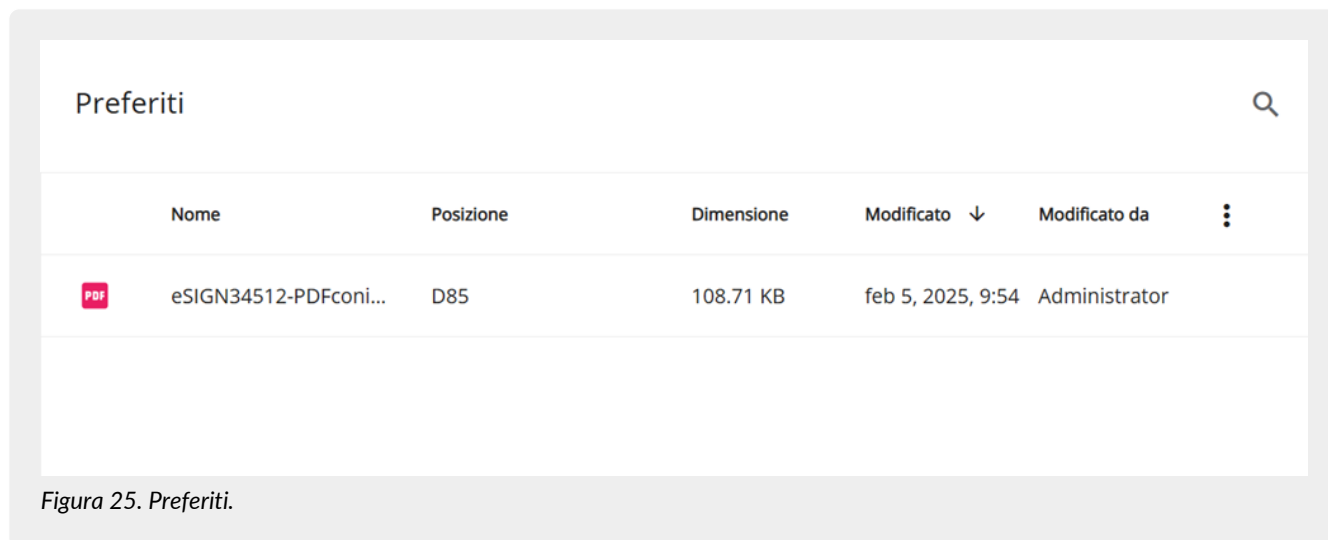 Preferiti
Nome Posizione Dimensione Modificato Modificato da
PDF eSIGN34512-PDFconi... D85 108.71 KB feb 5, 2025, 9:54 Administrator
Figura 25. Preferiti.